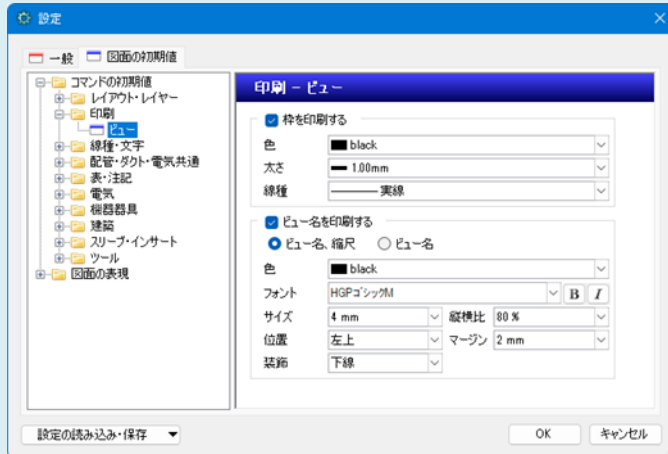 設定
一般 図面の初期値
コマンドの初期値
レイアウト・レイヤー
印刷
ビュー
線種・文字
配管・ダクト・電気共通
表・注記
電気
機器器具
建築
スリーブ・インサート
ツール
図面の表現
印刷 - ビュー
枠を印刷する
色 black
太さ 1.00mm
線種 実線
ビュー名を印刷する
ビュー名、縮尺 ビュー名
色 black
フォント HGPゴシックM B I
サイズ 4 mm 縦横比 80 %
位置 左上 マージン 2 mm
装飾 下線
設定の読み込み・保存 OK キャンセル